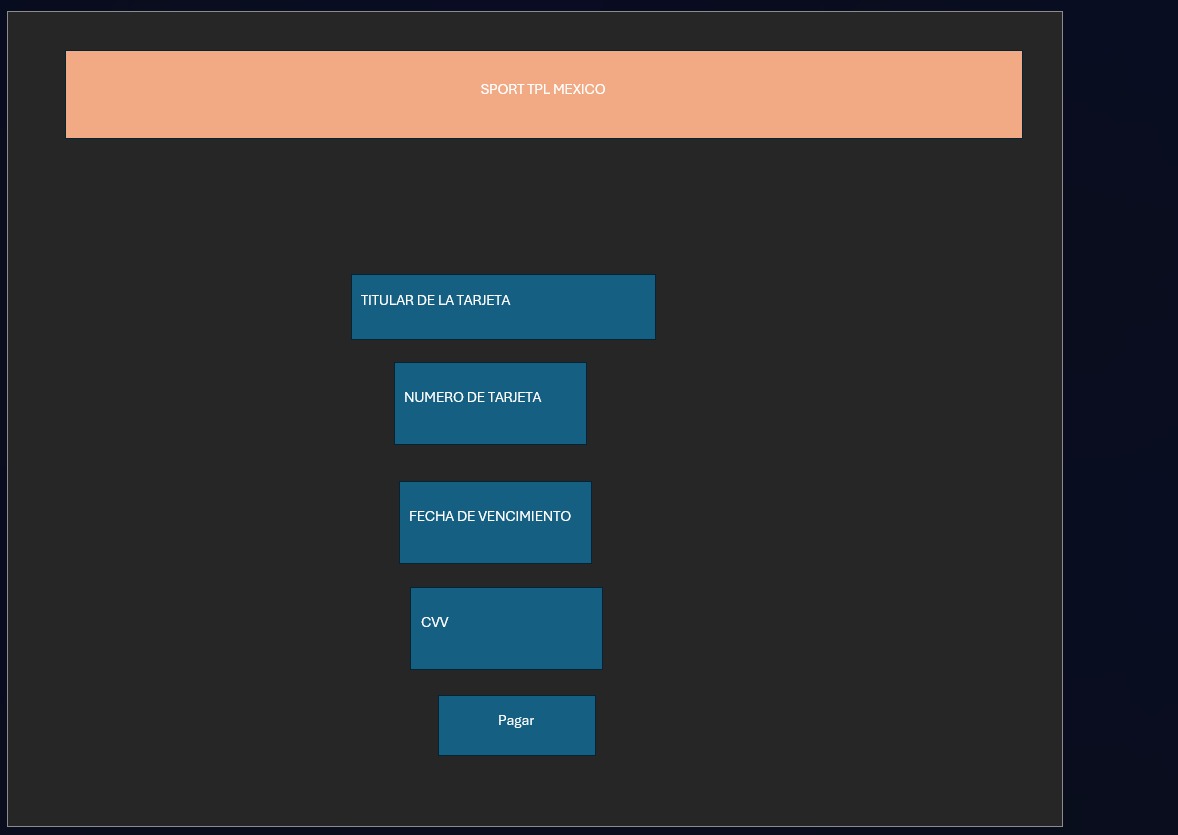 SPORT TPL MEXICO
TITULAR DE LA TARJETA
NUMERO DE TARJETA
FECHA DE VENCIMIENTO
CVV
Pagar